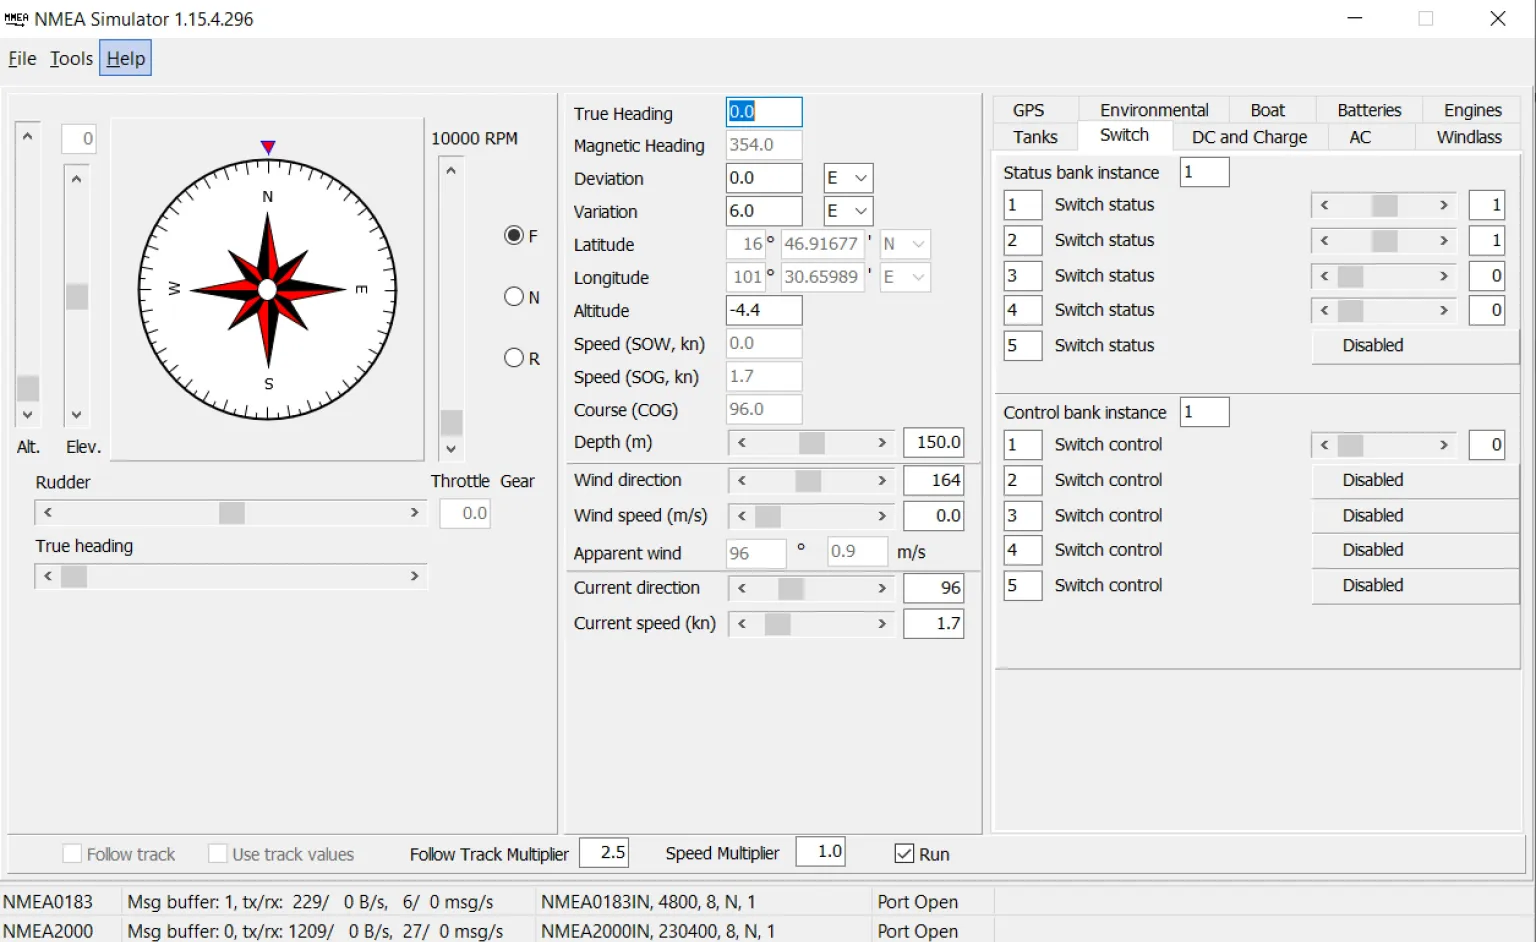 NMEA NMEA Simulator 1.15.4.296
File Tools Help
0
10000 RPM
N
E
S
W
F
N
R
Alt. Elev.
Throttle Gear
0.0
Rudder
True heading
True Heading 0.0
Magnetic Heading 354.0
Deviation 0.0 E
Variation 6.0 E
Latitude 16 ° 46.91677 ' N
Longitude 101 ° 30.65989 ' E
Altitude -4.4
Speed (SOW, kn) 0.0
Speed (SOG, kn) 1.7
Course (COG) 96.0
Depth (m) 150.0
Wind direction 164
Wind speed (m/s) 0.0
Apparent wind 96 ° 0.9 m/s
Current direction 96
Current speed (kn) 1.7
GPS Environmental Boat Batteries Engines
Tanks Switch DC and Charge AC Windlass
Status bank instance 1
1 Switch status 1
2 Switch status 1
3 Switch status 0
4 Switch status 0
5 Switch status Disabled
Control bank instance 1
1 Switch control 0
2 Switch control Disabled
3 Switch control Disabled
4 Switch control Disabled
5 Switch control Disabled
Follow track Use track values Follow Track Multiplier 2.5 Speed Multiplier 1.0 Run
NMEA0183 Msg buffer: 1, tx/rx: 229/ 0 B/s, 6/ 0 msg/s NMEA0183IN, 4800, 8, N, 1 Port Open
NMEA2000 Msg buffer: 0, tx/rx: 1209/ 0 B/s, 27/ 0 msg/s NMEA2000IN, 230400, 8, N, 1 Port Open